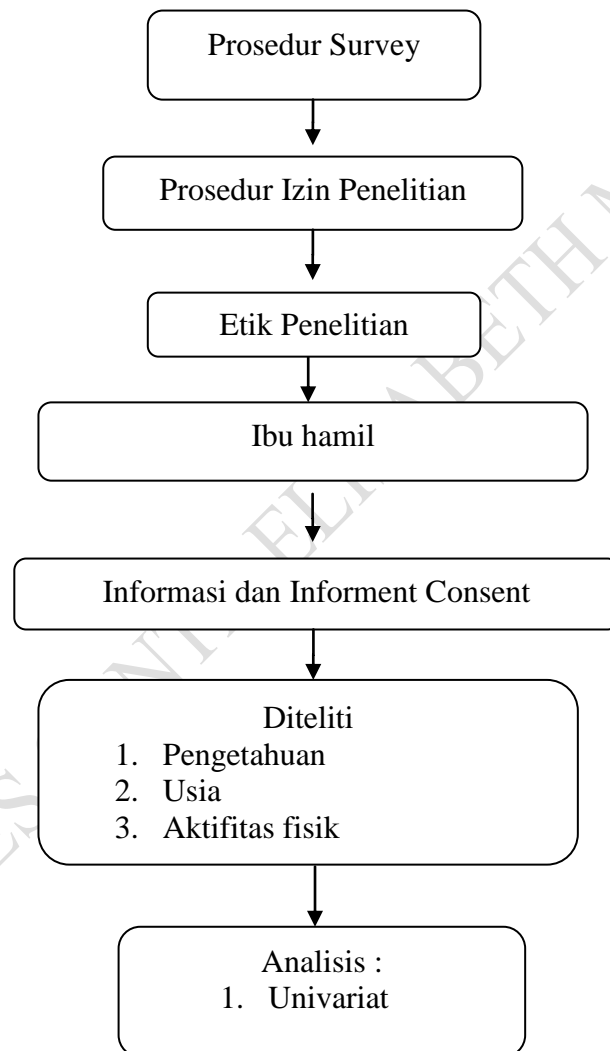 Prosedur Survey
Prosedur Izin Penelitian
Etik Penelitian
Ibu hamil
Informasi dan Informent Consent
Diteliti
1. Pengetahuan
2. Usia
3. Aktifitas fisik
Analisis :
1. Univariat